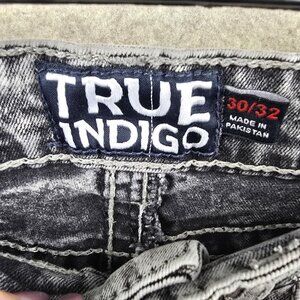 TRUE
INDIGO
30/32
MADE IN
PAKISTAN